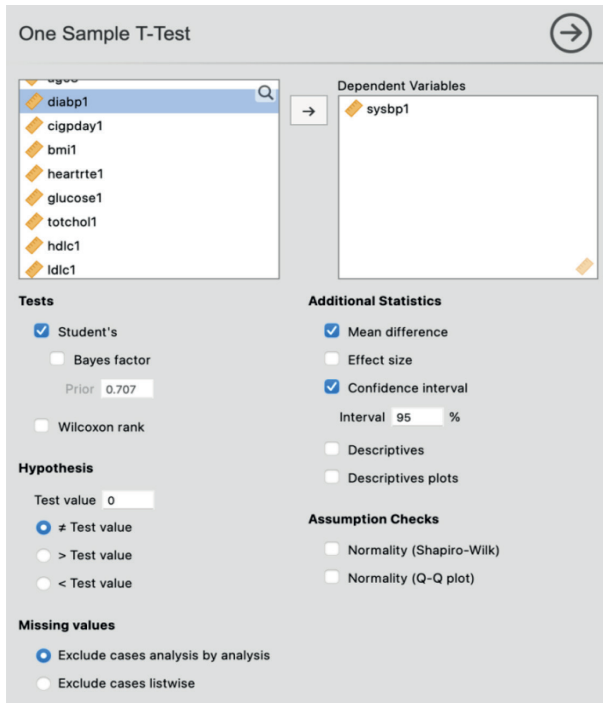 One Sample T-Test
diabp1
cigpday1
bmi1
heartrte1
glucose1
totchol1
hdlc1
ldlc1
→
Dependent Variables
sysbp1
Tests
Student's
Bayes factor
Prior 0.707
Wilcoxon rank
Hypothesis
Test value 0
≠ Test value
> Test value
< Test value
Missing values
Exclude cases analysis by analysis
Exclude cases listwise
Additional Statistics
Mean difference
Effect size
Confidence interval
Interval 95 %
Descriptives
Descriptives plots
Assumption Checks
Normality (Shapiro-Wilk)
Normality (Q-Q plot)